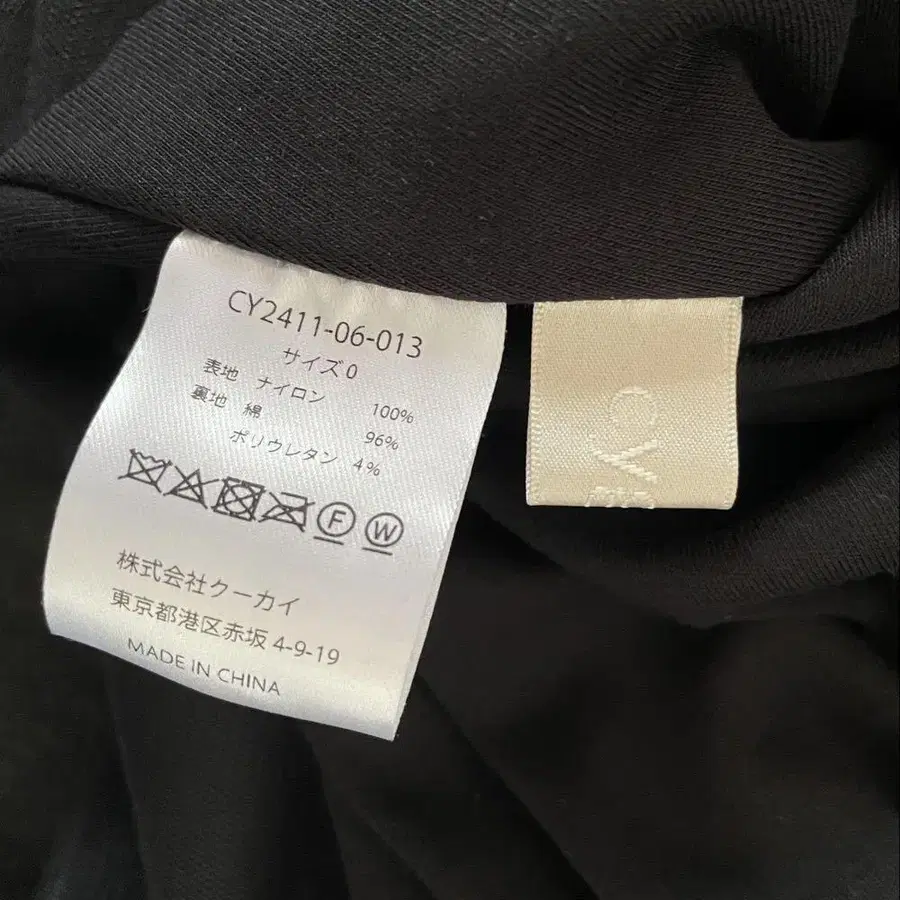 CY2411-06-013
サイズ 0
表地 ナイロン 100%
裏地 綿 96%
ポリウレタン 4%
F W
株式会社クーカイ
東京都港区赤坂 4-9-19
MADE IN CHINA